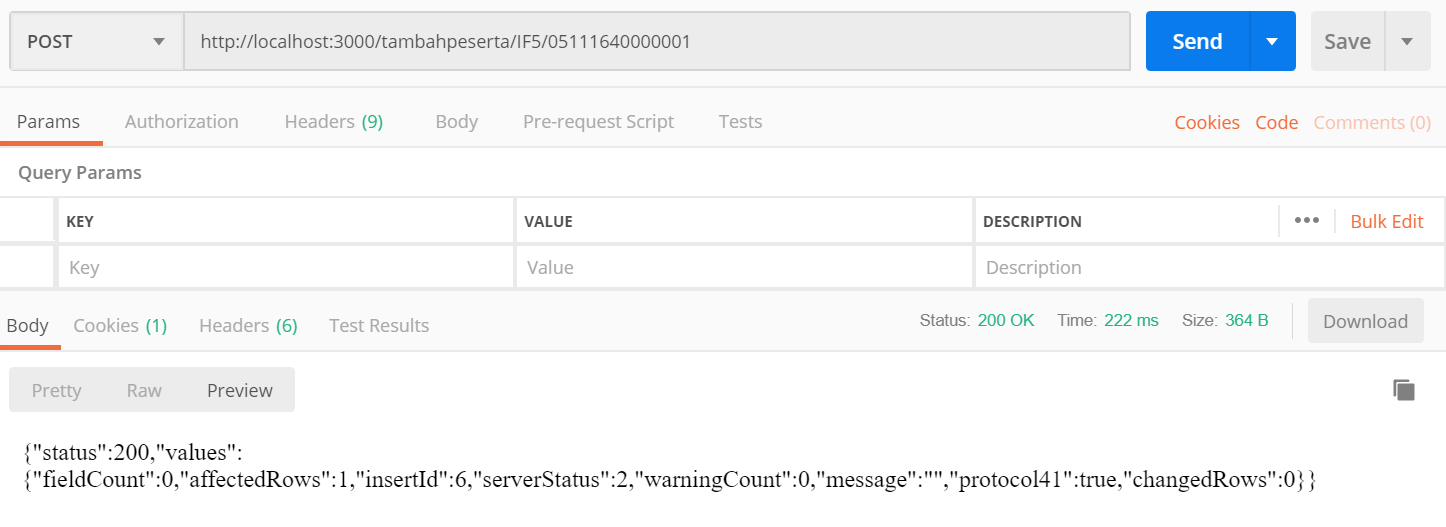 POST http://localhost:3000/tambahpeserta/IF5/05111640000001 Send Save
Params Authorization Headers (9) Body Pre-request Script Tests Cookies Code Comments (0)
Query Params
KEY VALUE DESCRIPTION ••• Bulk Edit
Key Value Description
Body Cookies (1) Headers (6) Test Results Status: 200 OK Time: 222 ms Size: 364 B Download
Pretty Raw Preview
{"status":200,"values":
{"fieldCount":0,"affectedRows":1,"insertId":6,"serverStatus":2,"warningCount":0,"message":"","protocol41":true,"changedRows":0}}